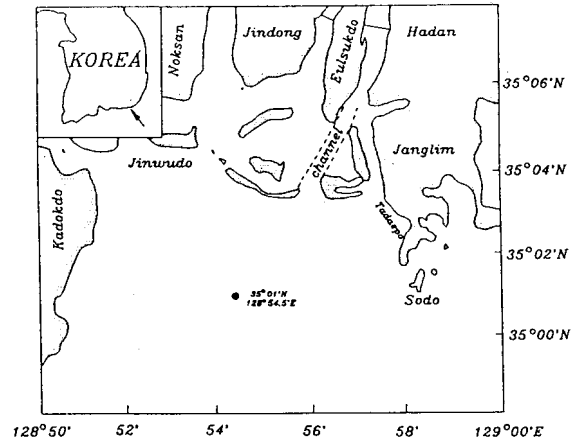 KOREA
Noksan
Jindong
Eulsukdo
Hadan
35°06'N
Jinwudo
channel
Janglim
35°04'N
Kadokdo
Tadaepo
35°02'N
35°01'N
128°54.5'E
Sodo
35°00'N
128°50' 52' 54' 56' 58' 129°00'E